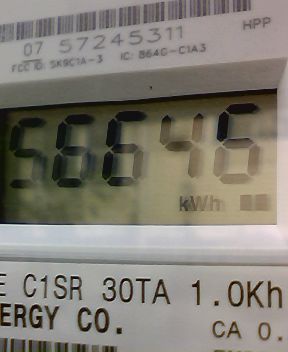 07 57245311 HPP
FCC ID: SK9C1A-3 IC: 864G-C1A3
56646
kWh
E C1SR 30TA 1.0Kh
ERGY CO.
CA 0.